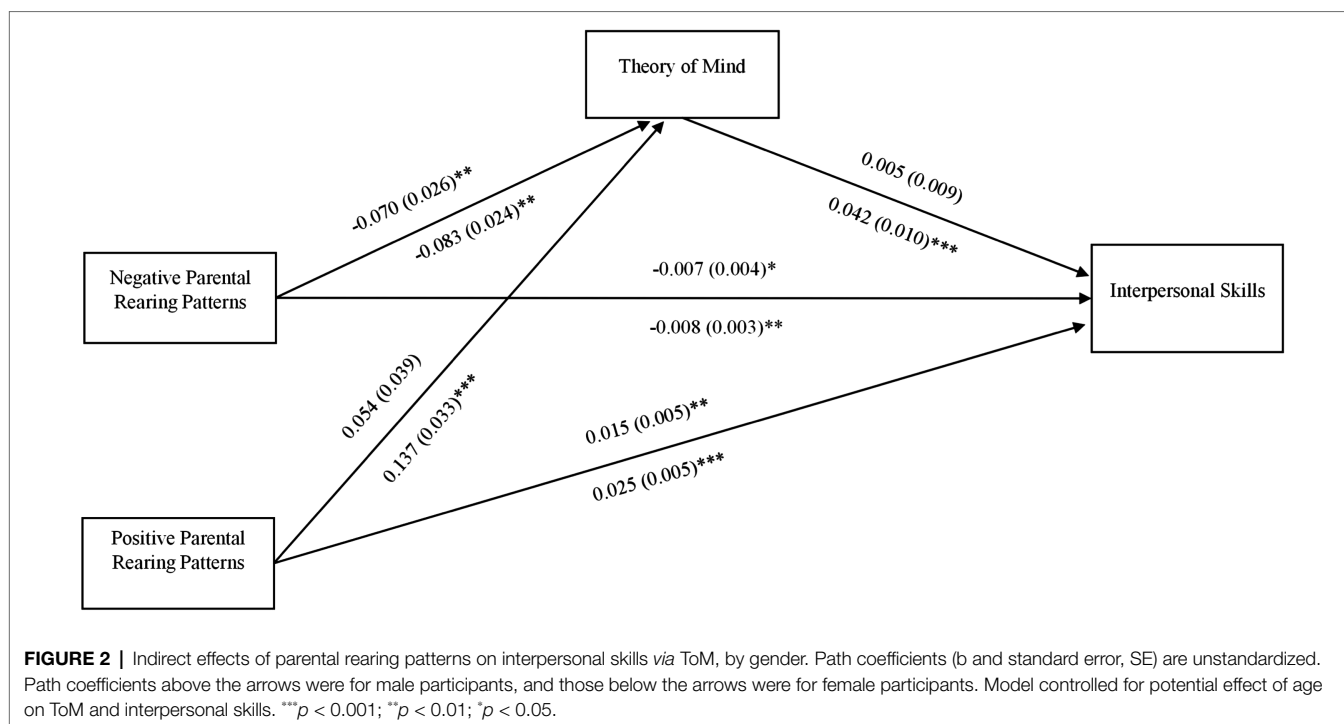 Theory of Mind
0.005 (0.009)
-0.070 (0.026)**
0.042 (0.010)***
-0.083 (0.024)**
Negative Parental
Rearing Patterns
-0.007 (0.004)*
Interpersonal Skills
-0.008 (0.003)**
0.054 (0.039)
0.137 (0.033)***
0.015 (0.005)**
0.025 (0.005)***
Positive Parental
Rearing Patterns
FIGURE 2 | Indirect effects of parental rearing patterns on interpersonal skills via ToM, by gender. Path coefficients (b and standard error, SE) are unstandardized.
Path coefficients above the arrows were for male participants, and those below the arrows were for female participants. Model controlled for potential effect of age
on ToM and interpersonal skills. ***p < 0.001; **p < 0.01; *p < 0.05.